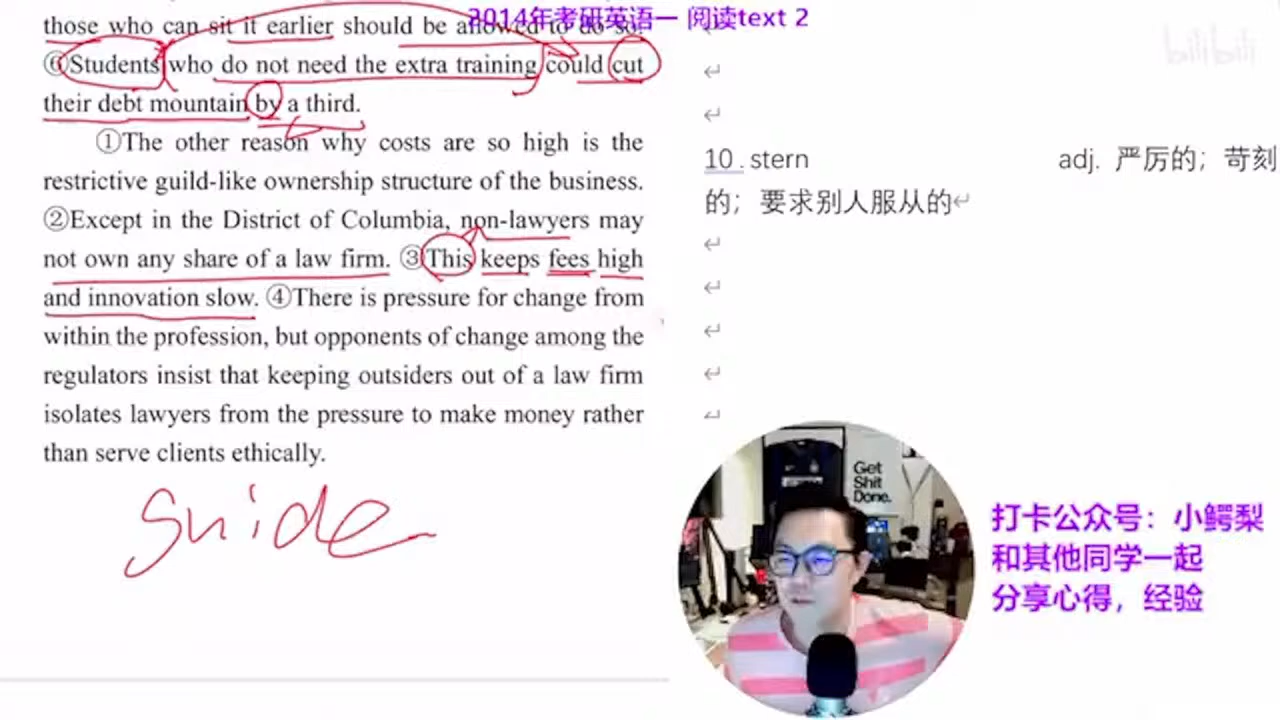 2014年考研英语一 阅读text 2
those who can sit it earlier should be allowed to do so.
⑥Students who do not need the extra training could cut
their debt mountain by a third.
①The other reason why costs are so high is the
restrictive guild-like ownership structure of the business.
②Except in the District of Columbia, non-lawyers may
not own any share of a law firm. ③This keeps fees high
and innovation slow. ④There is pressure for change from
within the profession, but opponents of change among the
regulators insist that keeping outsiders out of a law firm
isolates lawyers from the pressure to make money rather
than serve clients ethically.
bilibili
10 . stern adj. 严厉的；苛刻
的；要求别人服从的
Get
Shit
Done.
打卡公众号：小鳄梨
和其他同学一起
分享心得，经验